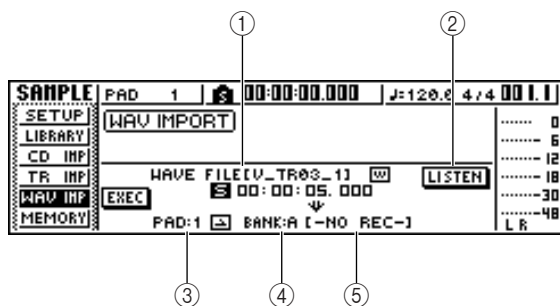 ① ②
SAMPLE PAD 1 S 00:00:00.000 ♩=120.0 4/4 001.1
SETUP WAV IMPORT 0
LIBRARY 6
CD IMP 12
TR IMP WAVE FILE[V_TR03_1] W LISTEN 18
WAV IMP EXEC S 00:00:05.000 30
MEMORY PAD:1 BANK:A [-NO REC-] L R 48
③ ④ ⑤